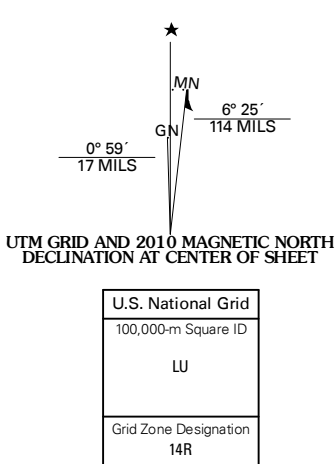 MN
6° 25´
114 MILS
GN
0° 59´
17 MILS
UTM GRID AND 2010 MAGNETIC NORTH
DECLINATION AT CENTER OF SHEET
U.S. National Grid
100,000-m Square ID
LU
Grid Zone Designation
14R